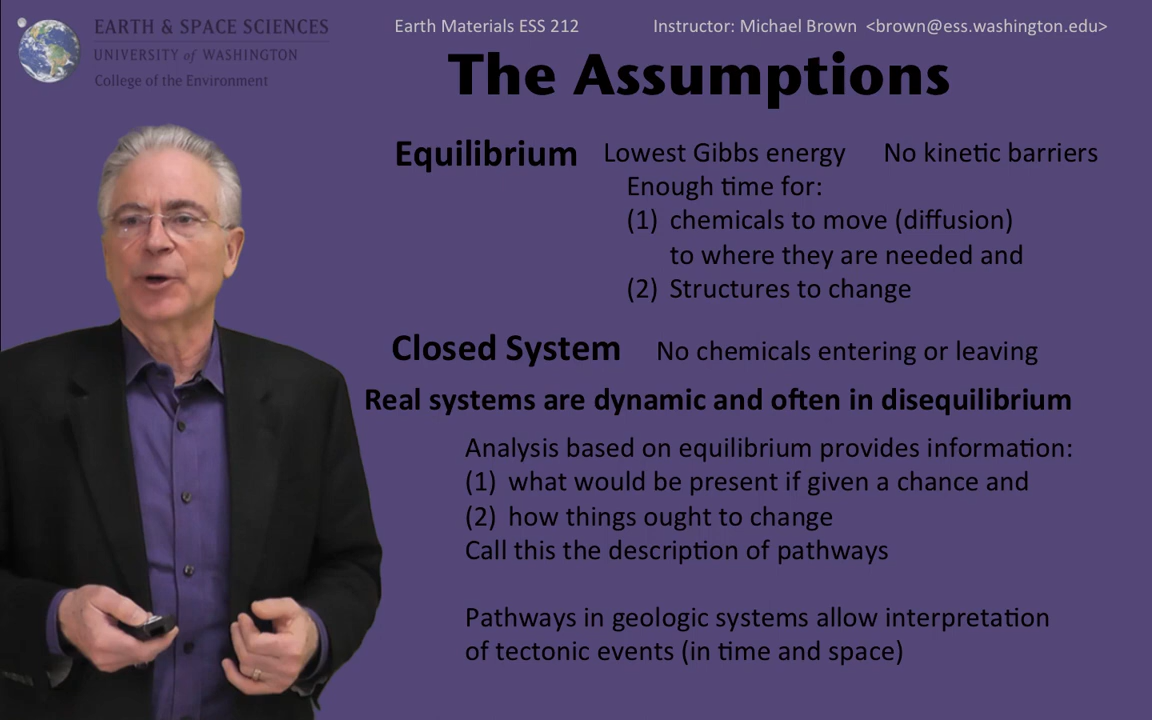 EARTH & SPACE SCIENCES
UNIVERSITY of WASHINGTON
College of the Environment
Earth Materials ESS 212
Instructor: Michael Brown <brown@ess.washington.edu>
The Assumptions
Equilibrium Lowest Gibbs energy No kinetic barriers
Enough time for:
(1) chemicals to move (diffusion)
to where they are needed and
(2) Structures to change
Closed System No chemicals entering or leaving
Real systems are dynamic and often in disequilibrium
Analysis based on equilibrium provides information:
(1) what would be present if given a chance and
(2) how things ought to change
Call this the description of pathways
Pathways in geologic systems allow interpretation
of tectonic events (in time and space)